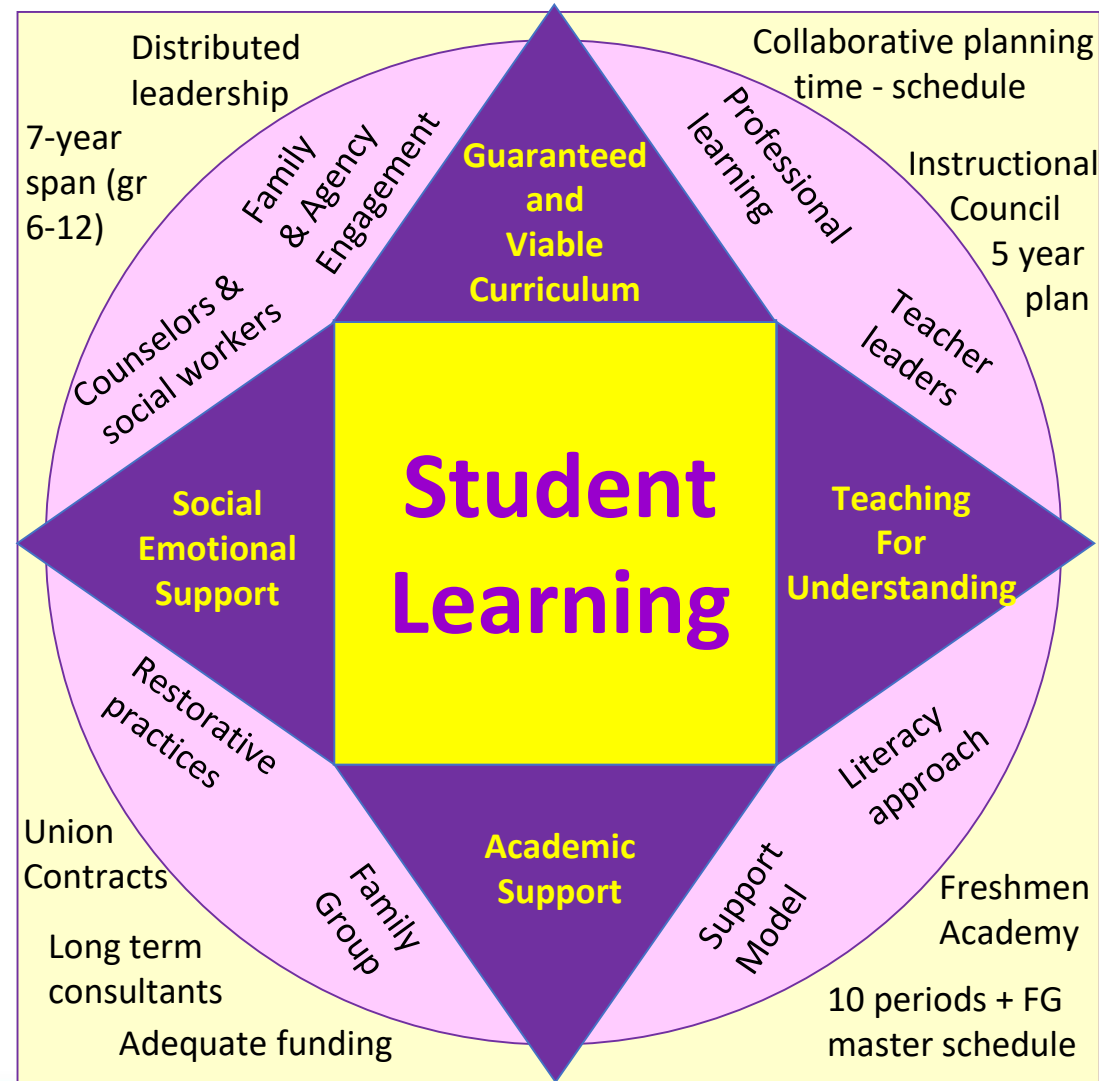 Distributed
leadership
Collaborative planning
time - schedule
7-year
span (gr
6-12)
Family
& Agency
Engagement
Guaranteed
and
Viable
Curriculum
Professional
learning
Instructional
Council
5 year
plan
Counselors &
social workers
Teacher
leaders
Social
Emotional
Support
Student
Learning
Teaching
For
Understanding
Restorative
practices
Literacy
approach
Union
Contracts
Family
Group
Academic
Support
Support
Model
Freshmen
Academy
Long term
consultants
10 periods + FG
master schedule
Adequate funding